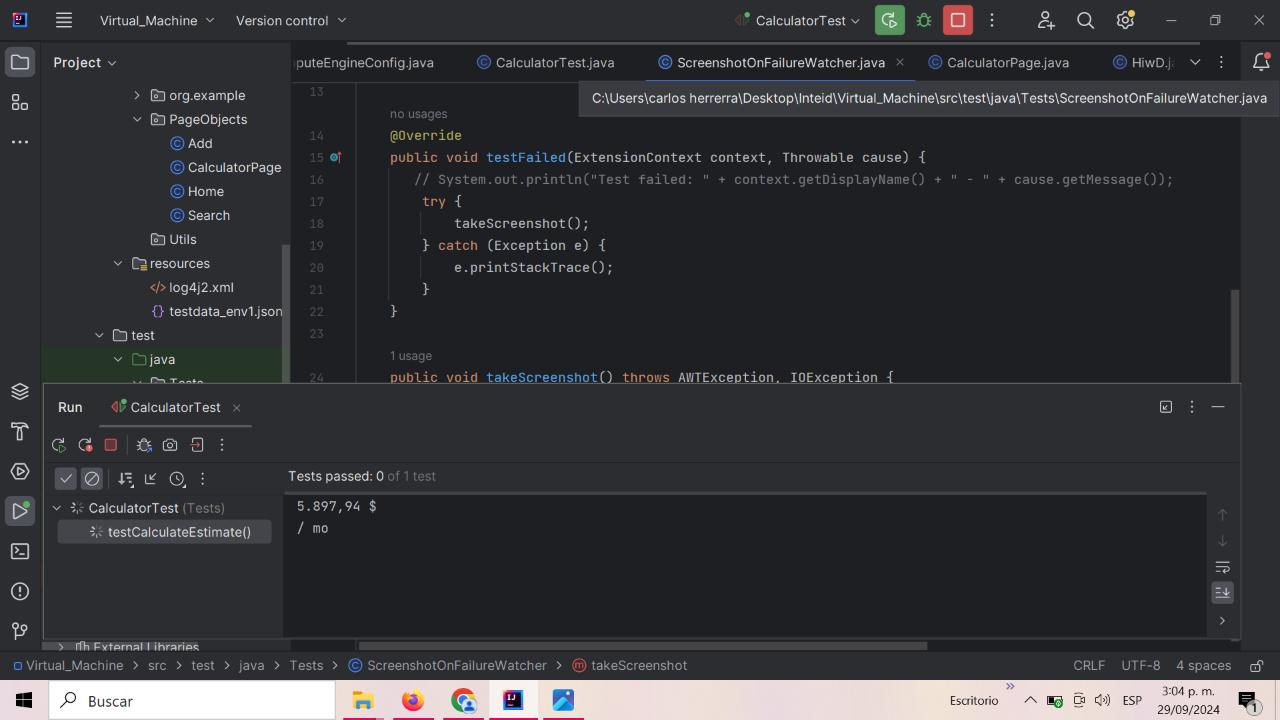 Virtual_Machine
Version control
CalculatorTest
Project
puteEngineConfig.java
CalculatorTest.java
ScreenshotOnFailureWatcher.java
CalculatorPage.java
HiwD.j
C:\Users\carlos herrerra\Desktop\Inteid\Virtual_Machine\src\test\java\Tests\ScreenshotOnFailureWatcher.java
org.example
PageObjects
Add
CalculatorPage
Home
Search
Utils
resources
log4j2.xml
testdata_env1.json
test
java
Tests
13
no usages
14 @Override
15 public void testFailed(ExtensionContext context, Throwable cause) {
16 // System.out.println("Test failed: " + context.getDisplayName() + " - " + cause.getMessage());
17 try {
18 takeScreenshot();
19 } catch (Exception e) {
20 e.printStackTrace();
21 }
22 }
23
1 usage
24 public void takeScreenshot() throws AWTException, IOException {
Run
CalculatorTest
Tests passed: 0 of 1 test
CalculatorTest (Tests)
testCalculateEstimate()
5.897,94 $
/ mo
External Libraries
Virtual_Machine > src > test > java > Tests > ScreenshotOnFailureWatcher > takeScreenshot
CRLF UTF-8 4 spaces
Buscar
Escritorio
ESP
3:04 p. m.
29/09/2024
1